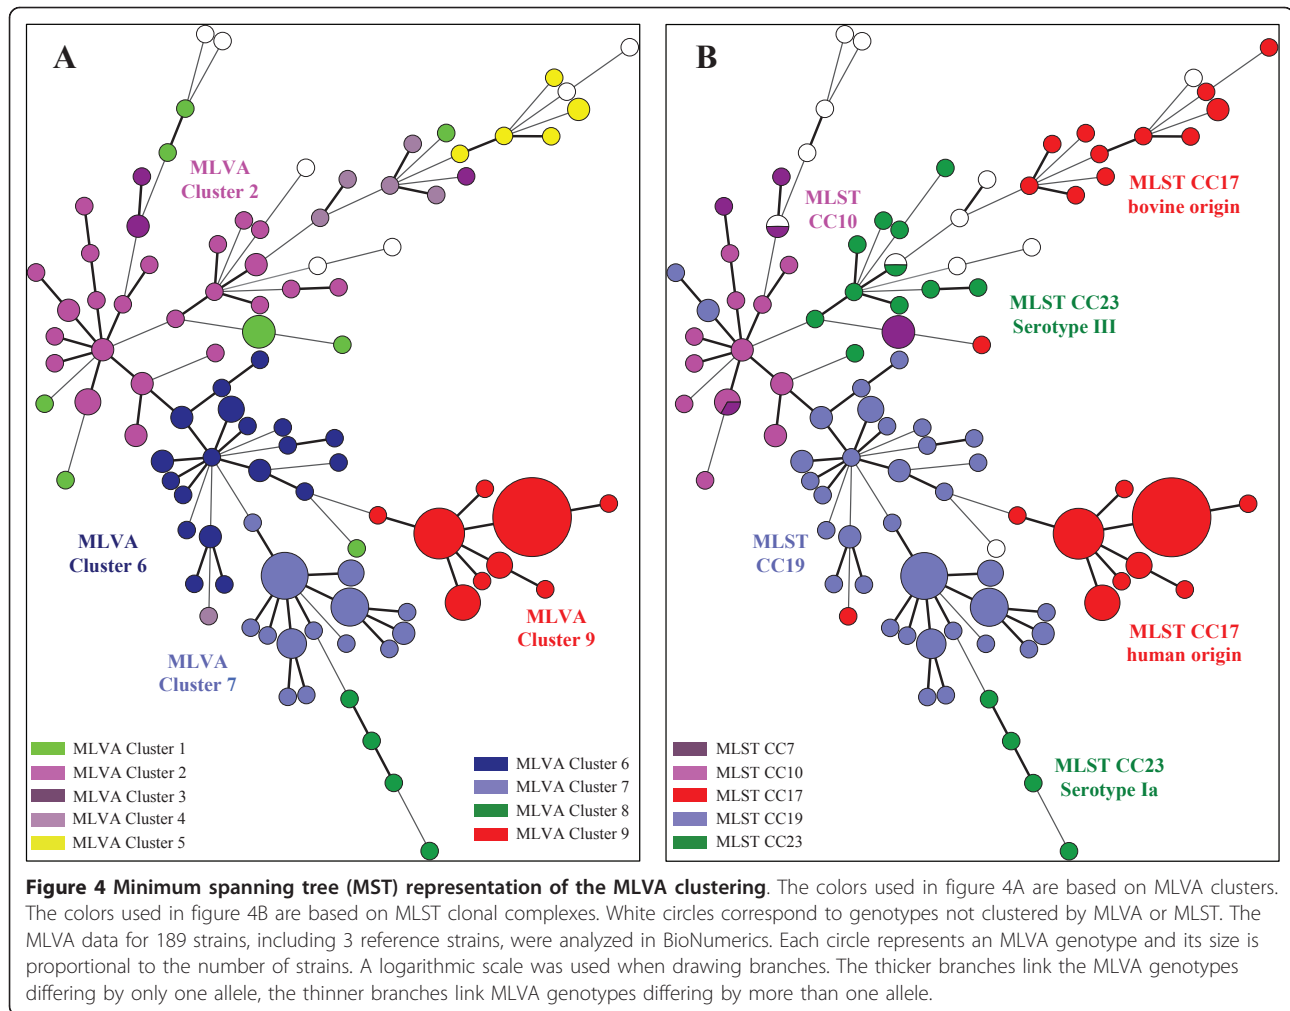 A
MLVA
Cluster 2
MLVA
Cluster 6
MLVA
Cluster 7
MLVA
Cluster 9
MLVA Cluster 1
MLVA Cluster 2
MLVA Cluster 3
MLVA Cluster 4
MLVA Cluster 5
MLVA Cluster 6
MLVA Cluster 7
MLVA Cluster 8
MLVA Cluster 9
B
MLST
CC10
MLST CC17
bovine origin
MLST CC23
Serotype III
MLST
CC19
MLST CC17
human origin
MLST CC23
Serotype Ia
MLST CC7
MLST CC10
MLST CC17
MLST CC19
MLST CC23
Figure 4 Minimum spanning tree (MST) representation of the MLVA clustering. The colors used in figure 4A are based on MLVA clusters.
The colors used in figure 4B are based on MLST clonal complexes. White circles correspond to genotypes not clustered by MLVA or MLST. The
MLVA data for 189 strains, including 3 reference strains, were analyzed in BioNumerics. Each circle represents an MLVA genotype and its size is
proportional to the number of strains. A logarithmic scale was used when drawing branches. The thicker branches link the MLVA genotypes
differing by only one allele, the thinner branches link MLVA genotypes differing by more than one allele.